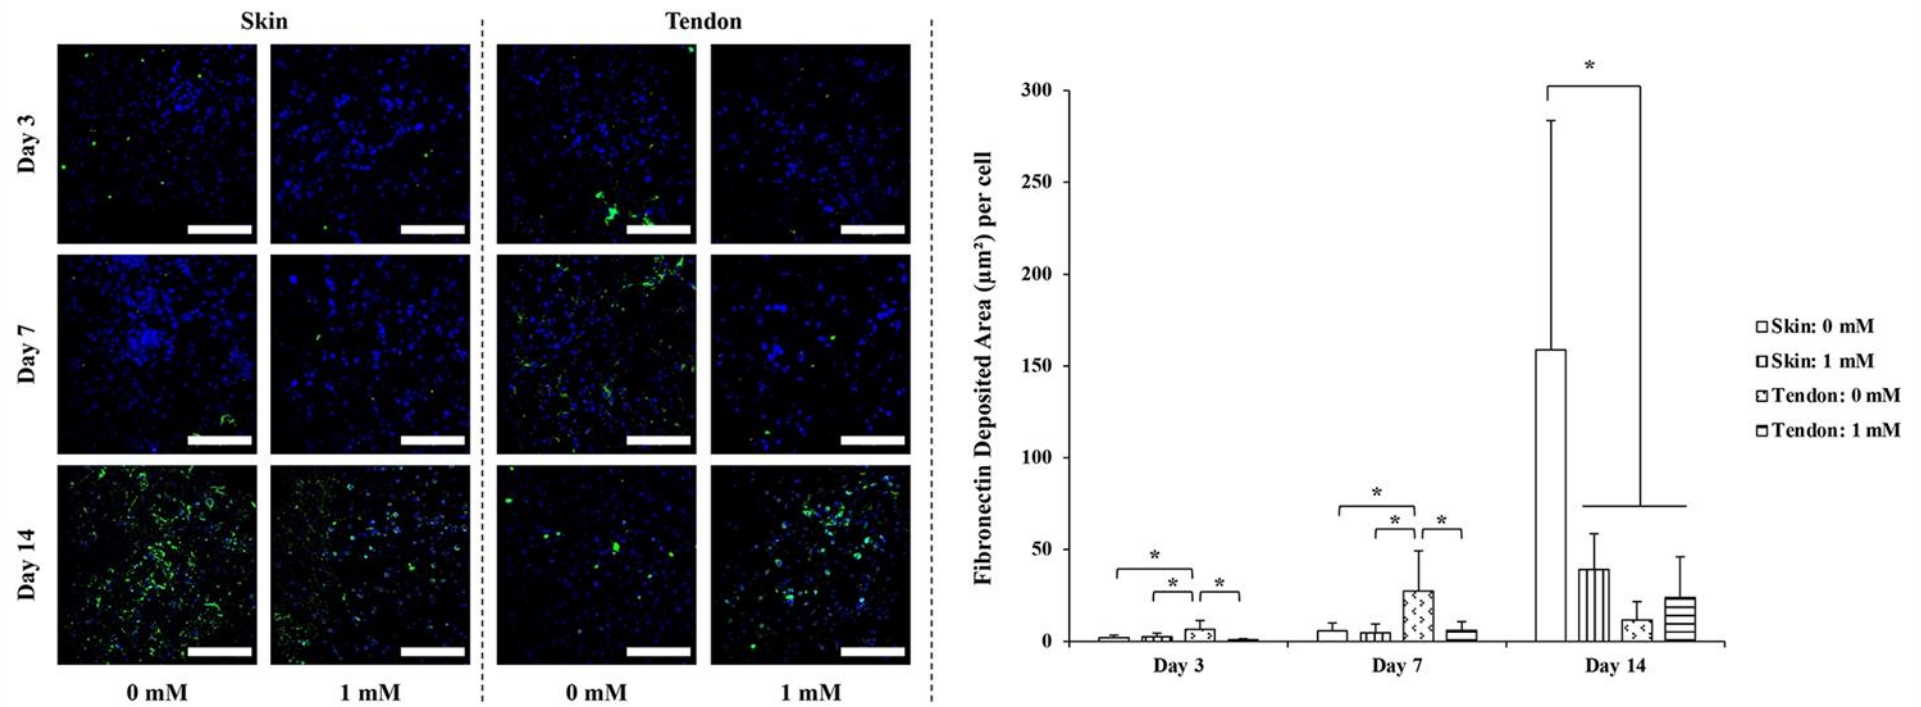 Skin
Tendon
Day 3
Day 7
Day 14
0 mM
1 mM
0 mM
1 mM
Fibronectin Deposited Area (µm²) per cell
300
250
200
150
100
50
0
*
*
*
*
*
*
*
Day 3
Day 7
Day 14
Skin: 0 mM
Skin: 1 mM
Tendon: 0 mM
Tendon: 1 mM